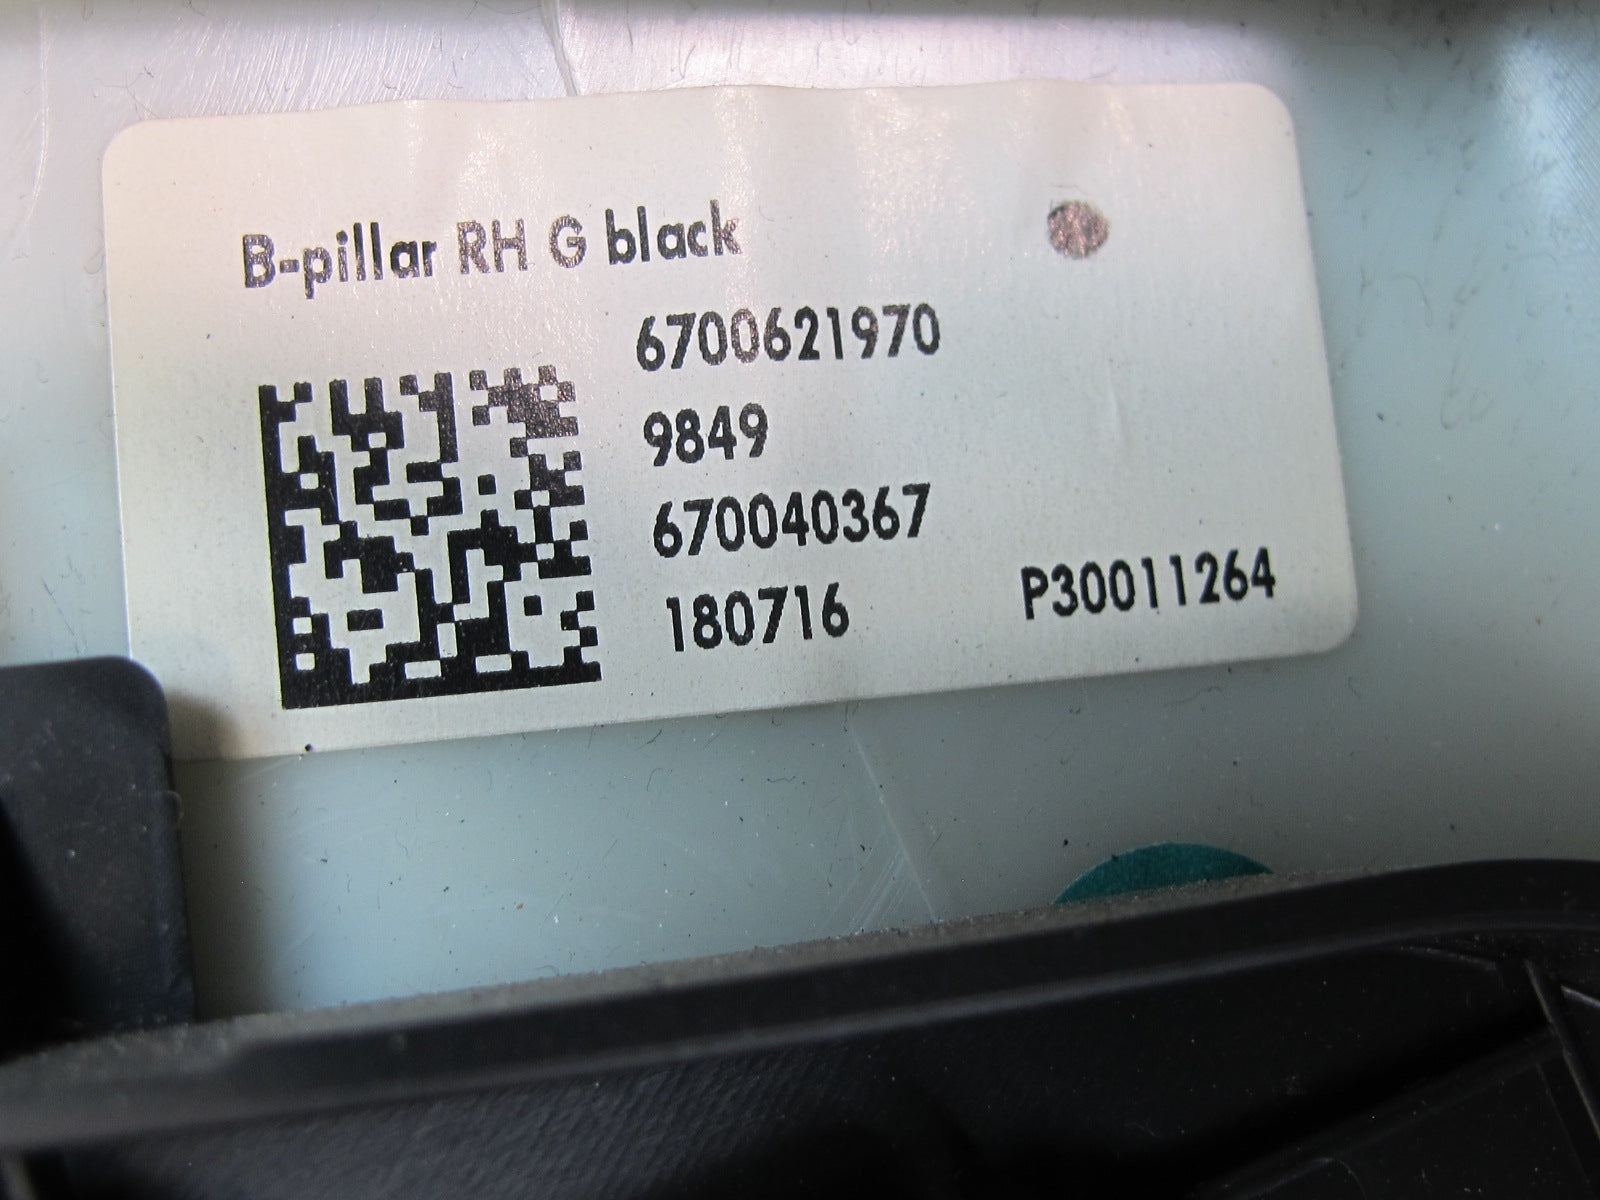 B-pillar RH G black
6700621970
9849
670040367
180716 P30011264